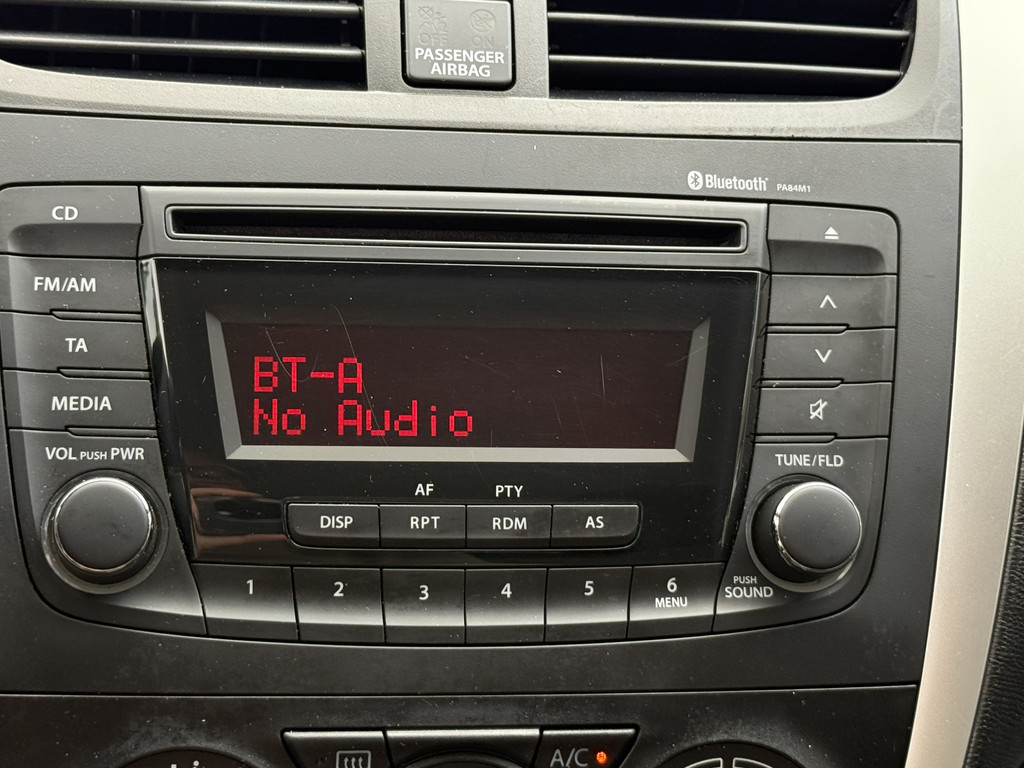 OFF
ON
PASSENGER
AIRBAG
Bluetooth PA84M1
CD
FM/AM
TA
MEDIA
VOL PUSH PWR
BT-A
No Audio
AF PTY
DISP RPT RDM AS
TUNE/FLD
PUSH
SOUND
1 2 3 4 5 6
MENU
A/C